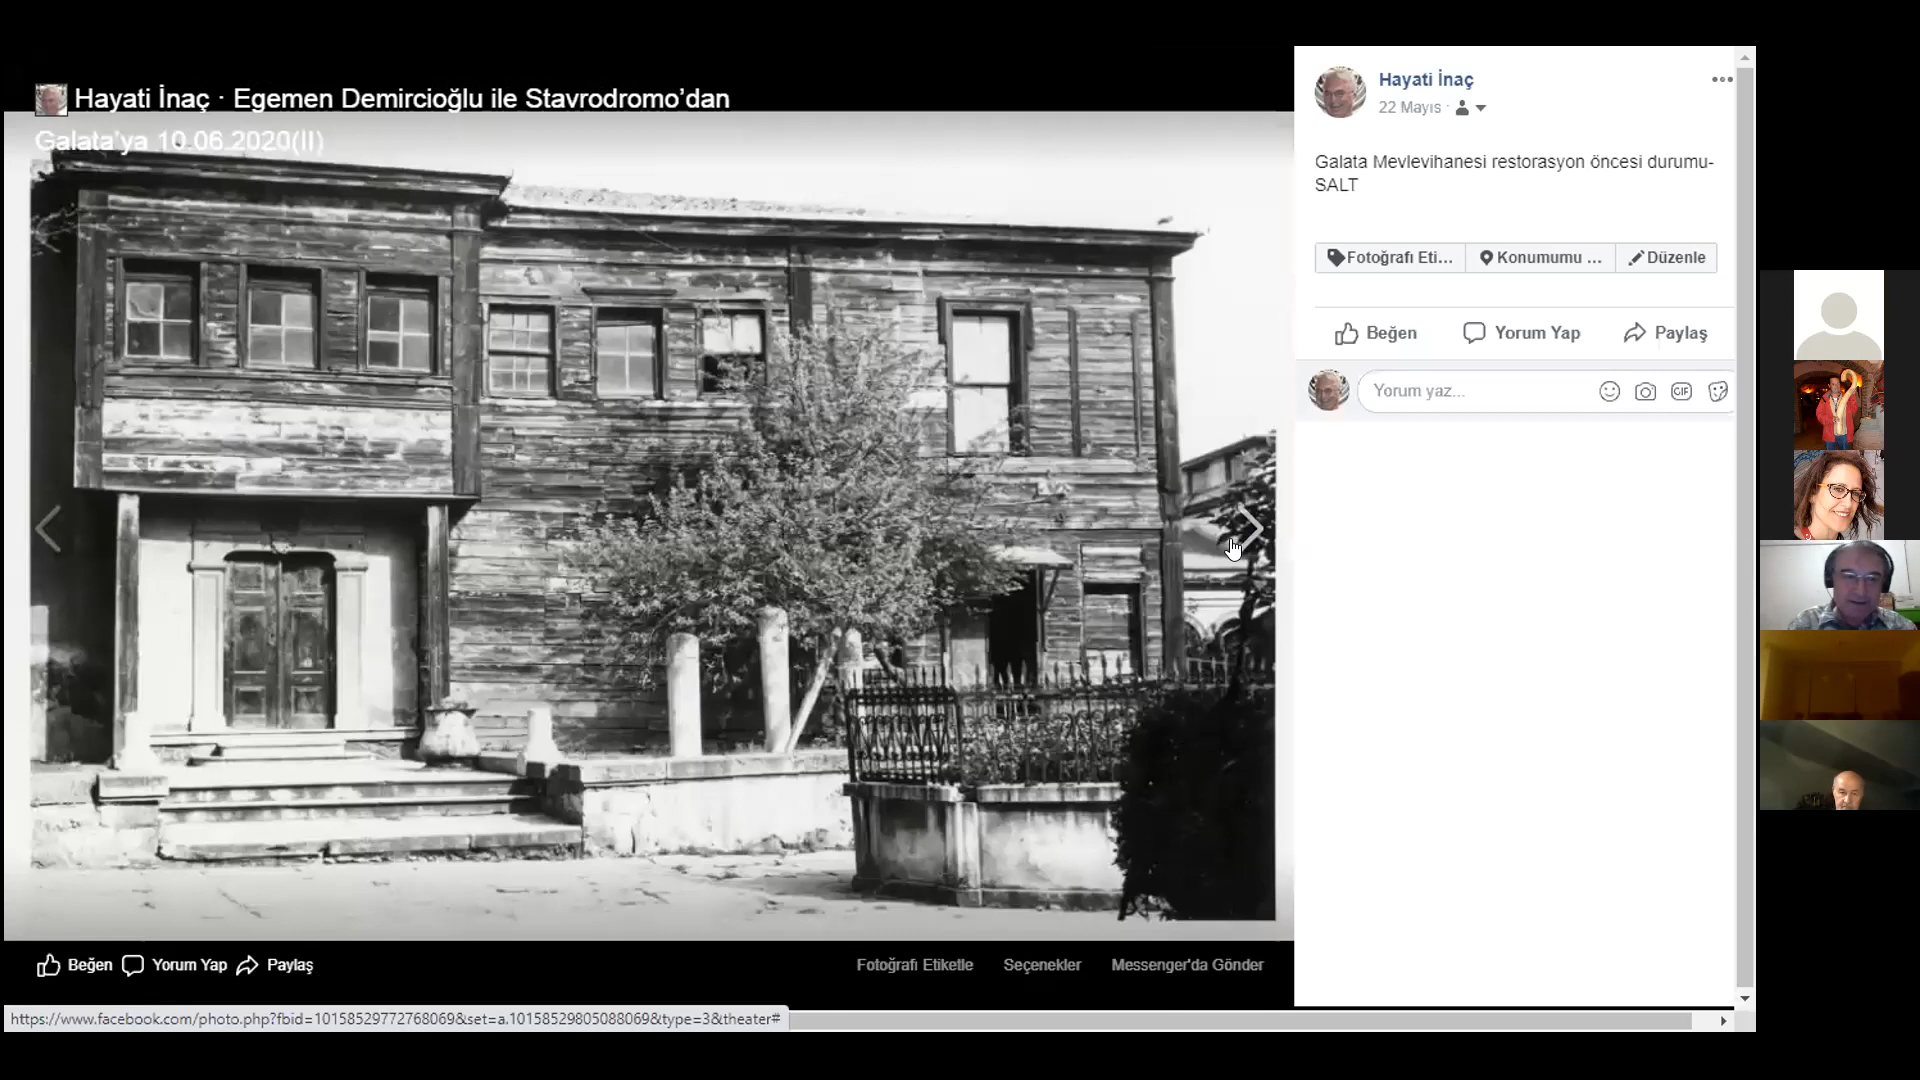 Hayati İnaç · Egemen Demircioğlu ile Stavrodromo’dan
Galata'ya 10.06.2020(II)
Hayati İnaç
22 Mayıs ·
Galata Mevlevihanesi restorasyon öncesi durumu-
SALT
Fotoğrafı Eti... Konumumu ... Düzenle
Beğen Yorum Yap Paylaş
Yorum yaz... GIF
Beğen Yorum Yap Paylaş Fotoğrafı Etiketle Seçenekler Messenger'da Gönder
https://www.facebook.com/photo.php?fbid=10158529772768069&set=a.10158529805088069&type=3&theater#